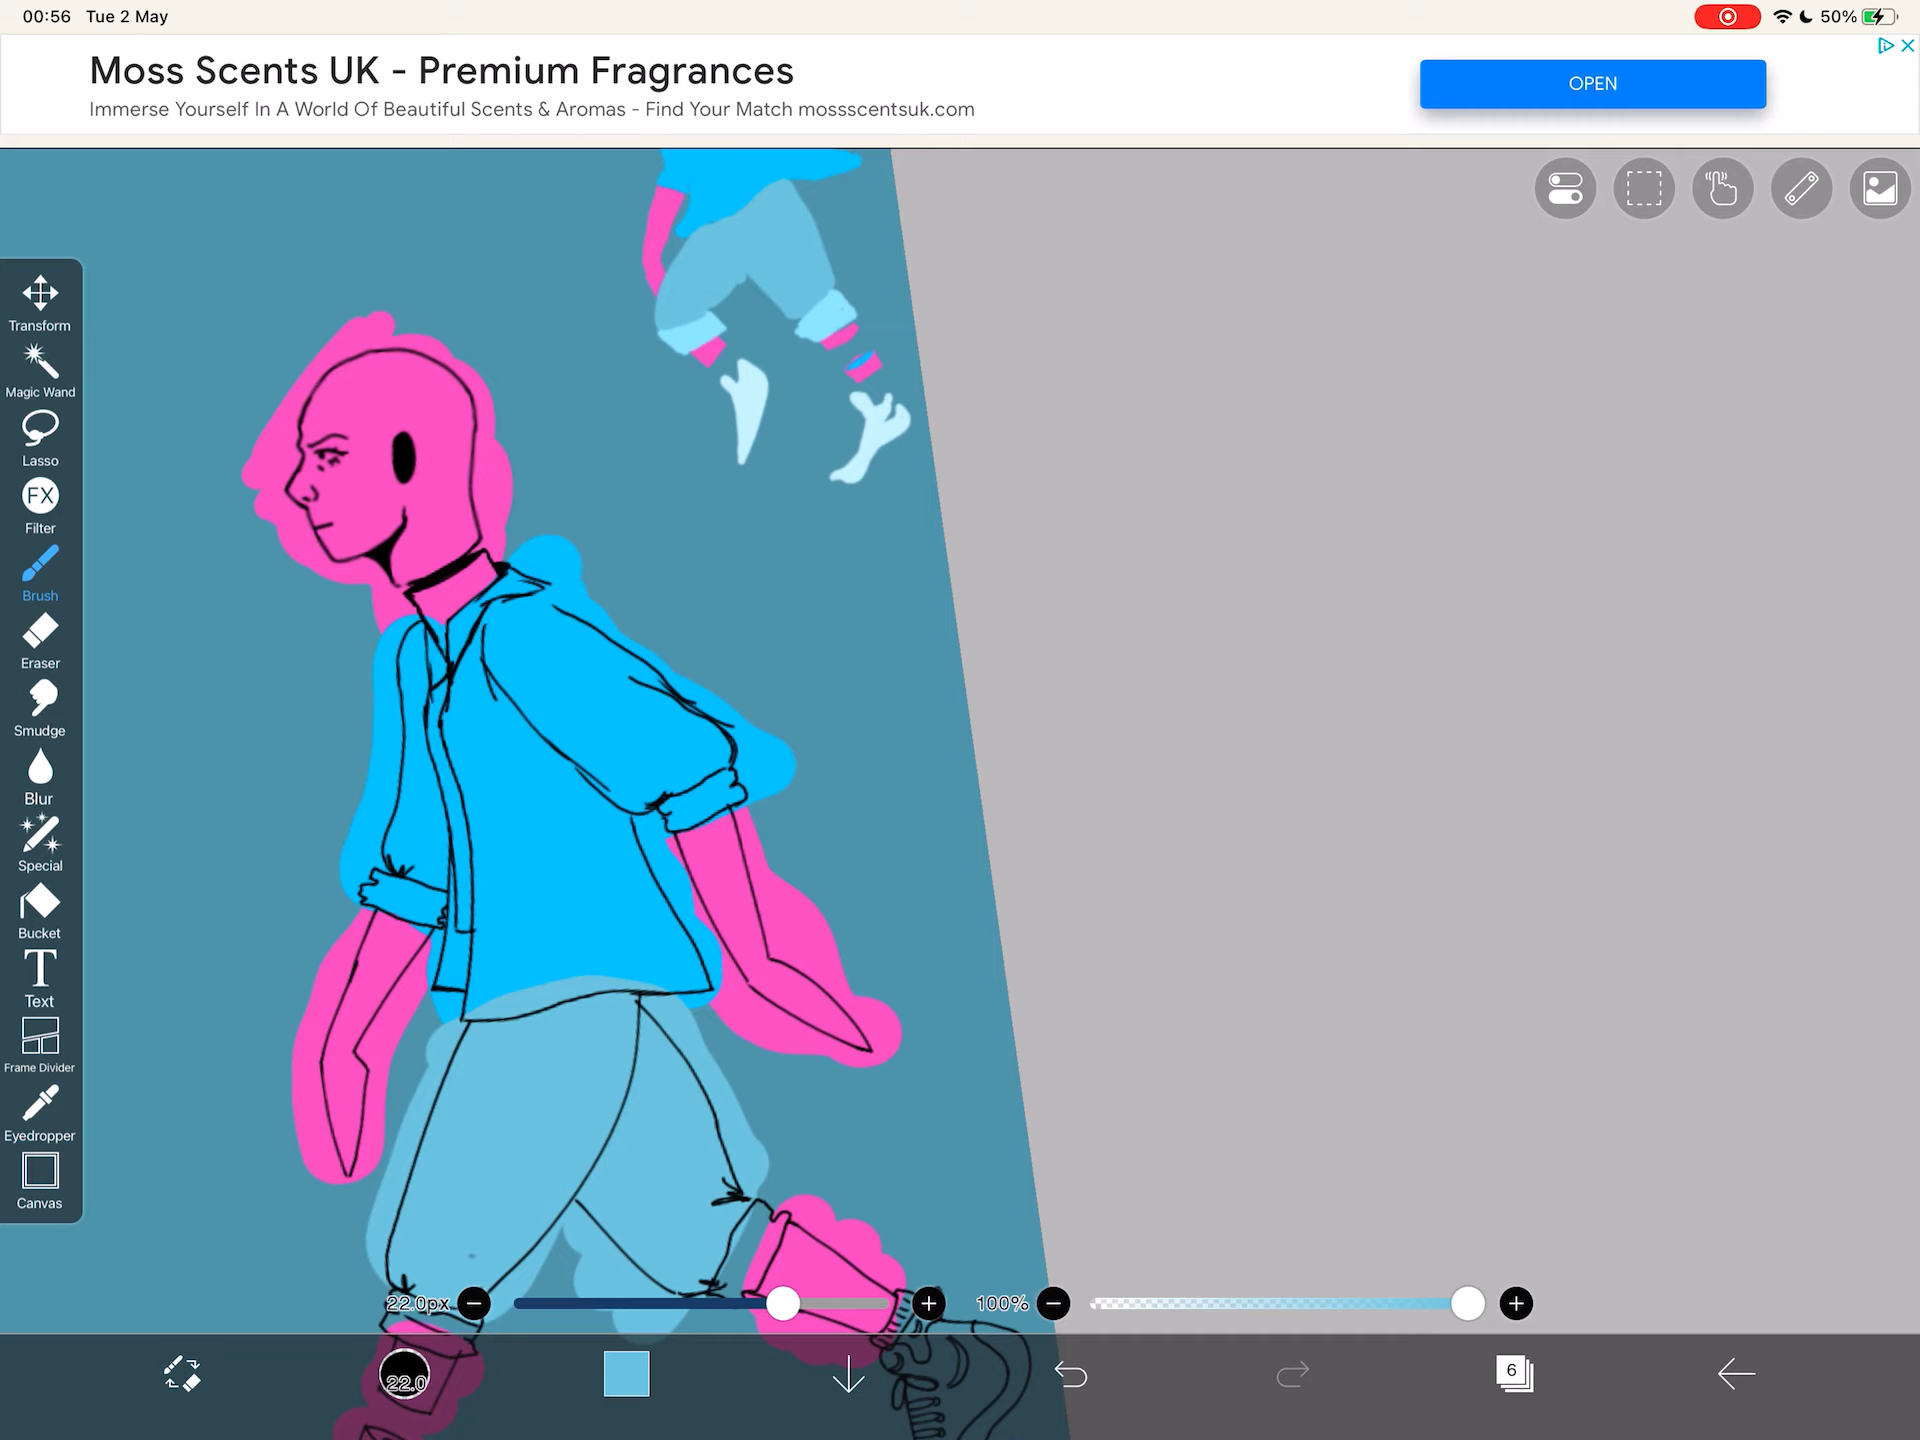 00:56 Tue 2 May
50%
Moss Scents UK - Premium Fragrances
Immerse Yourself In A World Of Beautiful Scents & Aromas - Find Your Match mossscentsuk.com
OPEN
Transform
Magic Wand
Lasso
FX
Filter
Brush
Eraser
Smudge
Blur
Special
Bucket
T
Text
Frame Divider
Eyedropper
Canvas
22.0px
100%
22.0
6